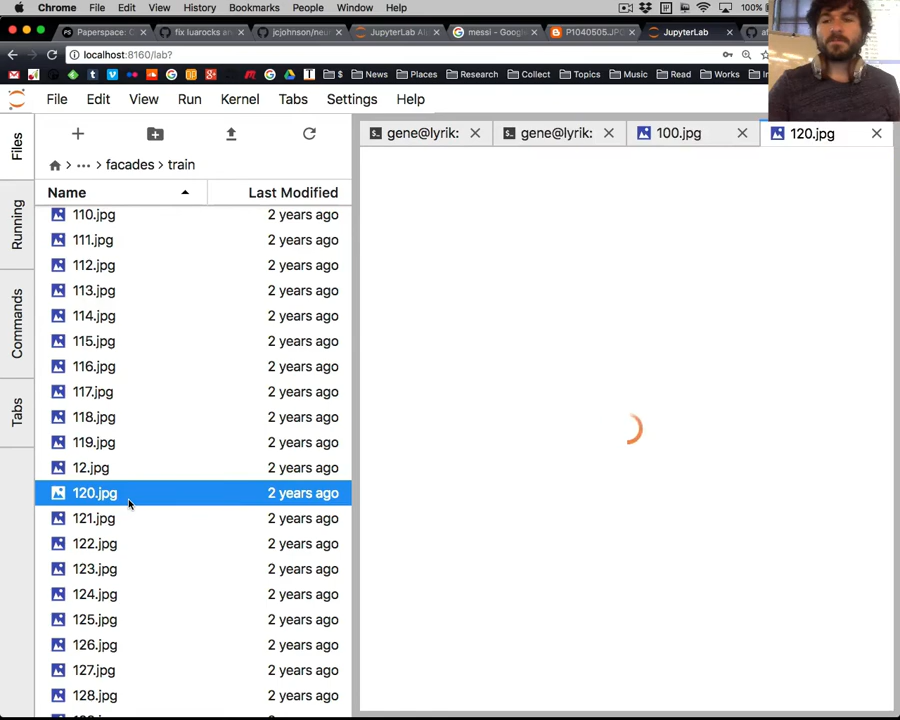 Chrome File Edit View History Bookmarks People Window Help 100%
Paperspace: fix luarocks an jcjohnson/neu JupyterLab messi - Goog P1040505.JPG JupyterLab
localhost:8160/lab?
$ News Places Research Collect Topics Music Read Works
File Edit View Run Kernel Tabs Settings Help
Files
Running
Commands
Tabs
… > facades > train
Name Last Modified
110.jpg 2 years ago
111.jpg 2 years ago
112.jpg 2 years ago
113.jpg 2 years ago
114.jpg 2 years ago
115.jpg 2 years ago
116.jpg 2 years ago
117.jpg 2 years ago
118.jpg 2 years ago
119.jpg 2 years ago
12.jpg 2 years ago
120.jpg 2 years ago
121.jpg 2 years ago
122.jpg 2 years ago
123.jpg 2 years ago
124.jpg 2 years ago
125.jpg 2 years ago
126.jpg 2 years ago
127.jpg 2 years ago
128.jpg 2 years ago
gene@lyrik: gene@lyrik: 100.jpg 120.jpg